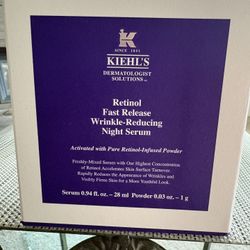 K
SINCE 1851
KIEHL'S
DERMATOLOGIST
SOLUTIONS™
Retinol
Fast Release
Wrinkle-Reducing
Night Serum
Activated with Pure Retinol-Infused Powder
Freshly-Mixed Serum with Our Highest Concentration
of Retinol Accelerates Skin Surface Turnover.
Rapidly Reduces the Appearance of Wrinkles and
Visibly Firms Skin for a More Youthful Look.
Serum 0.94 fl. oz. – 28 ml Powder 0.03 oz. – 1 g